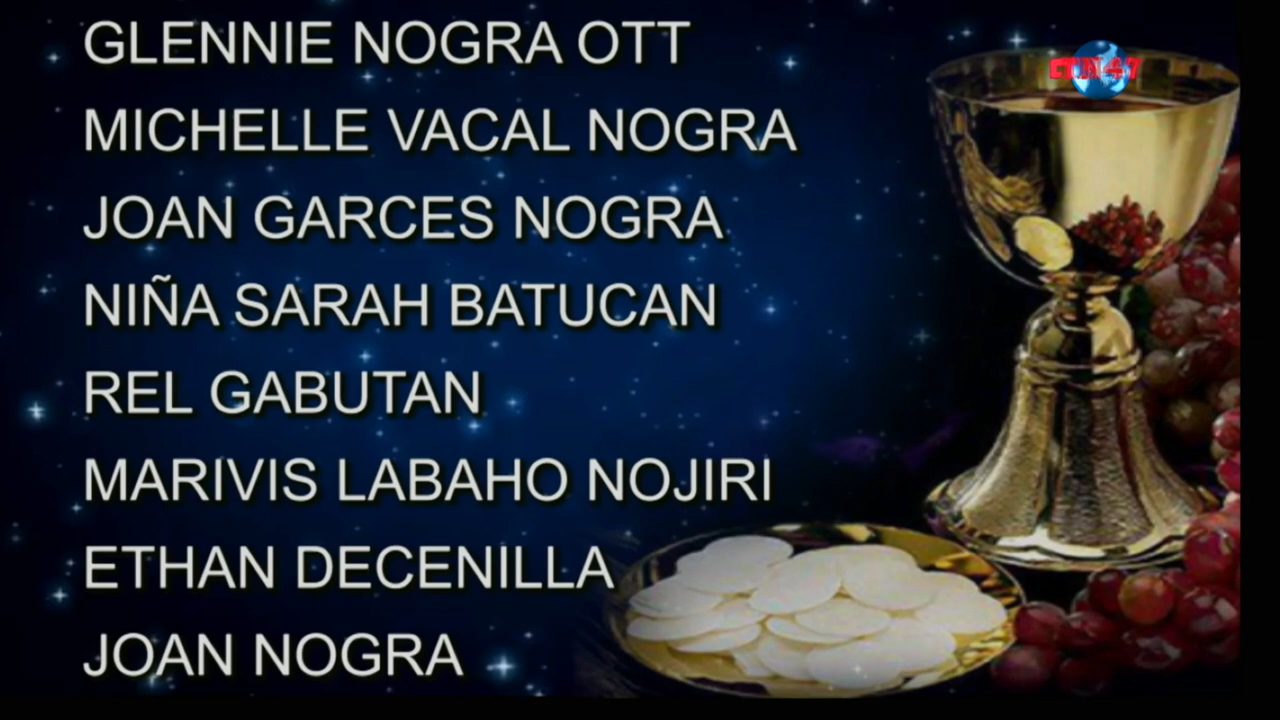 GLENNIE NOGRA OTT
MICHELLE VACAL NOGRA
JOAN GARCES NOGRA
NIÑA SARAH BATUCAN
REL GABUTAN
MARIVIS LABAHO NOJIRI
ETHAN DECENILLA
JOAN NOGRA